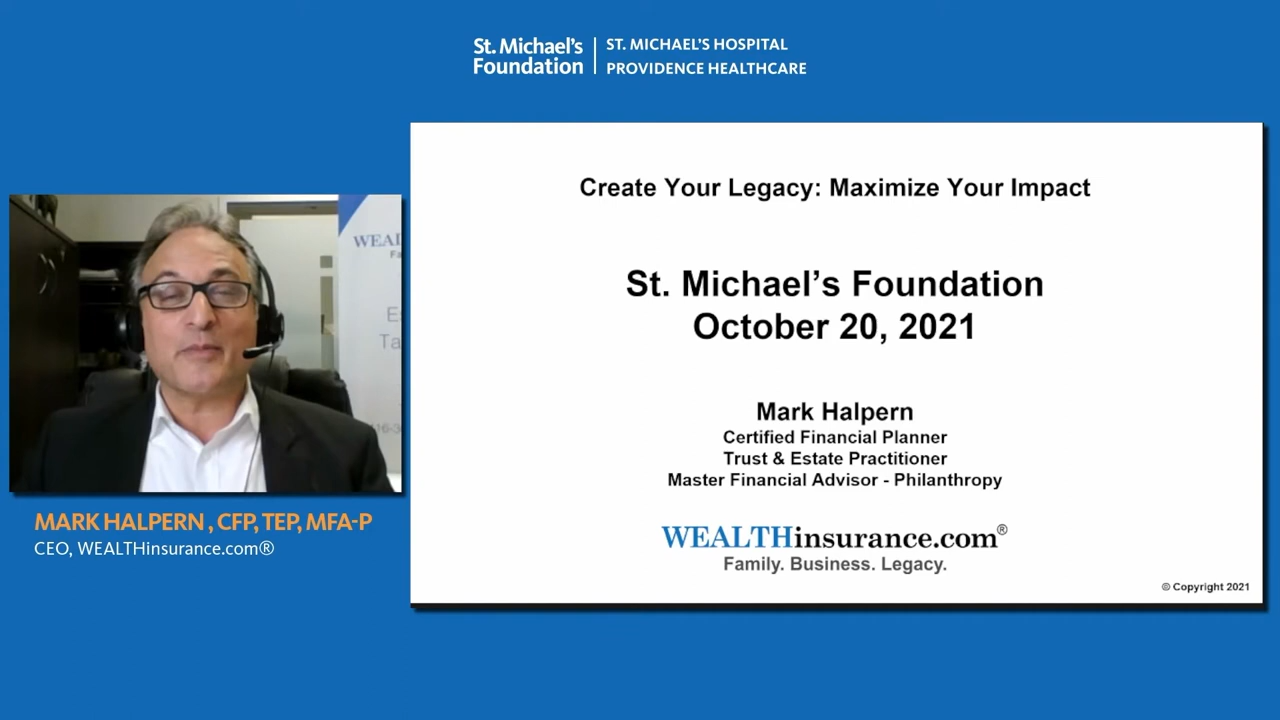 St. Michael's
Foundation
ST. MICHAEL'S HOSPITAL
PROVIDENCE HEALTHCARE
Create Your Legacy: Maximize Your Impact
St. Michael’s Foundation
October 20, 2021
Mark Halpern
Certified Financial Planner
Trust & Estate Practitioner
Master Financial Advisor - Philanthropy
WEALTHinsurance.com®
Family. Business. Legacy.
© Copyright 2021
MARK HALPERN , CFP, TEP, MFA-P
CEO, WEALTHinsurance.com®